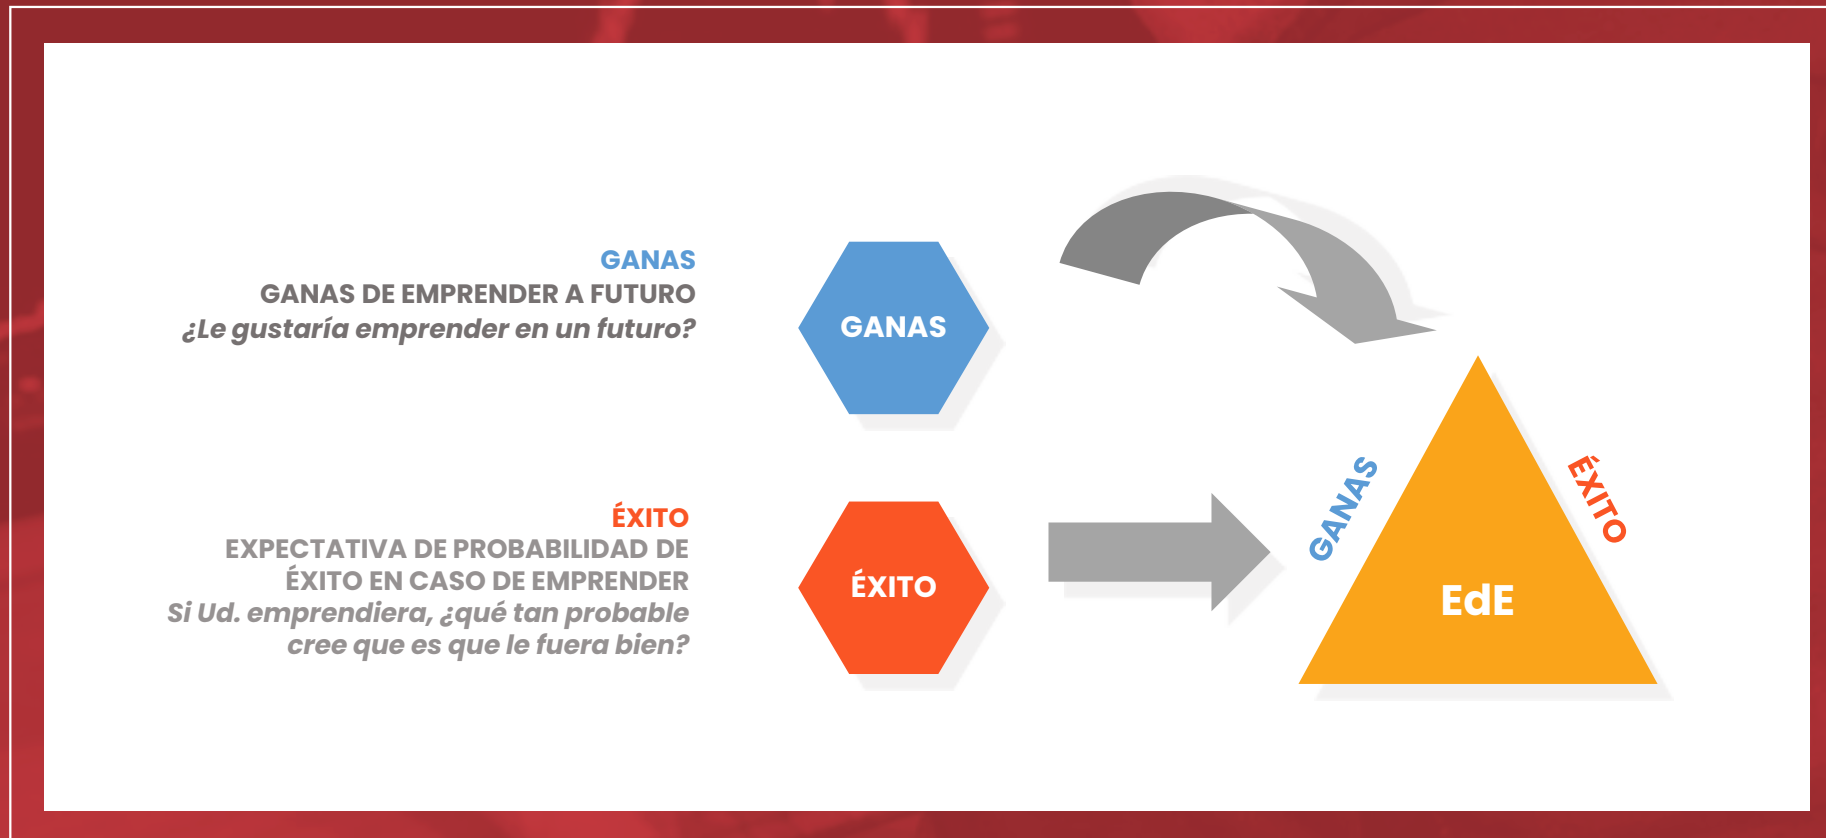 GANAS
GANAS DE EMPRENDER A FUTURO
¿Le gustaría emprender en un futuro?
GANAS
ÉXITO
EXPECTATIVA DE PROBABILIDAD DE
ÉXITO EN CASO DE EMPRENDER
Si Ud. emprendiera, ¿qué tan probable
cree que es que le fuera bien?
ÉXITO
GANAS
ÉXITO
EdE